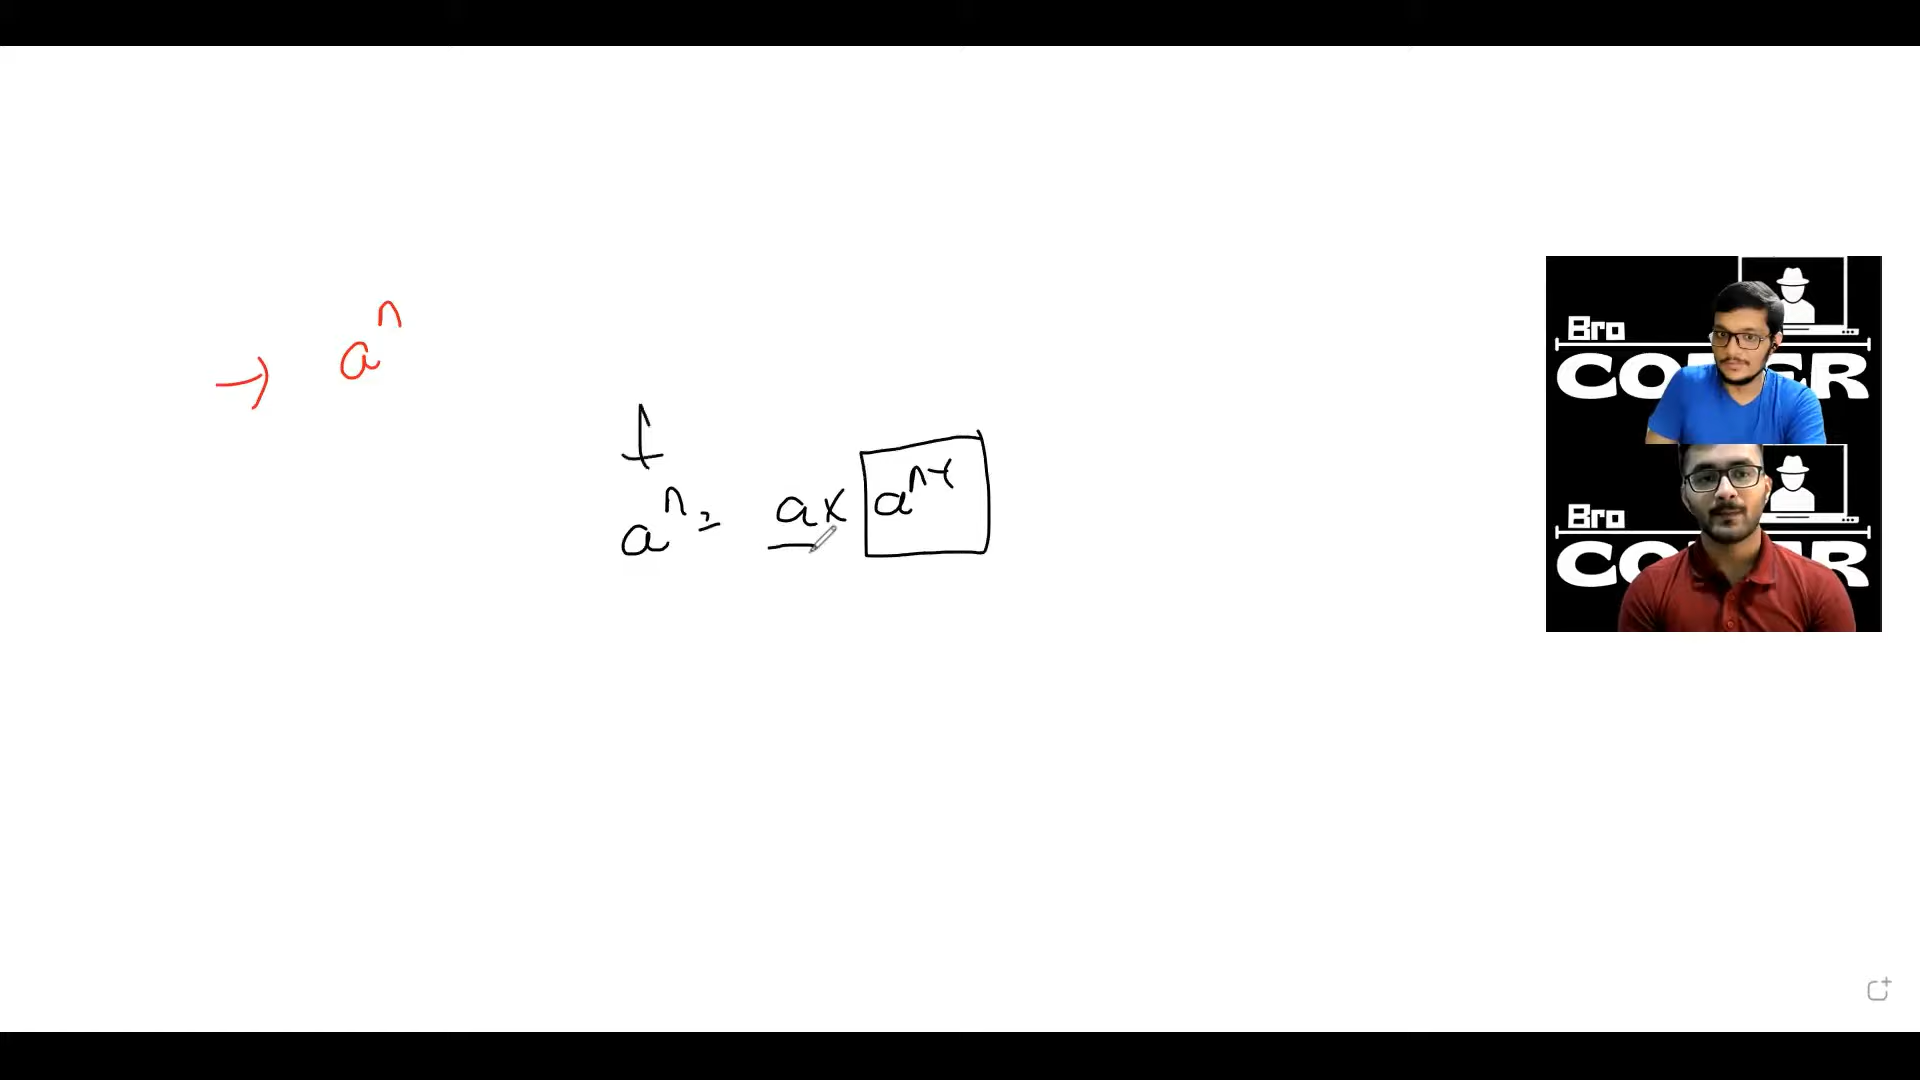 → aⁿ
aⁿ = a x aⁿ⁻¹
Bro
CODER
Bro
CODER